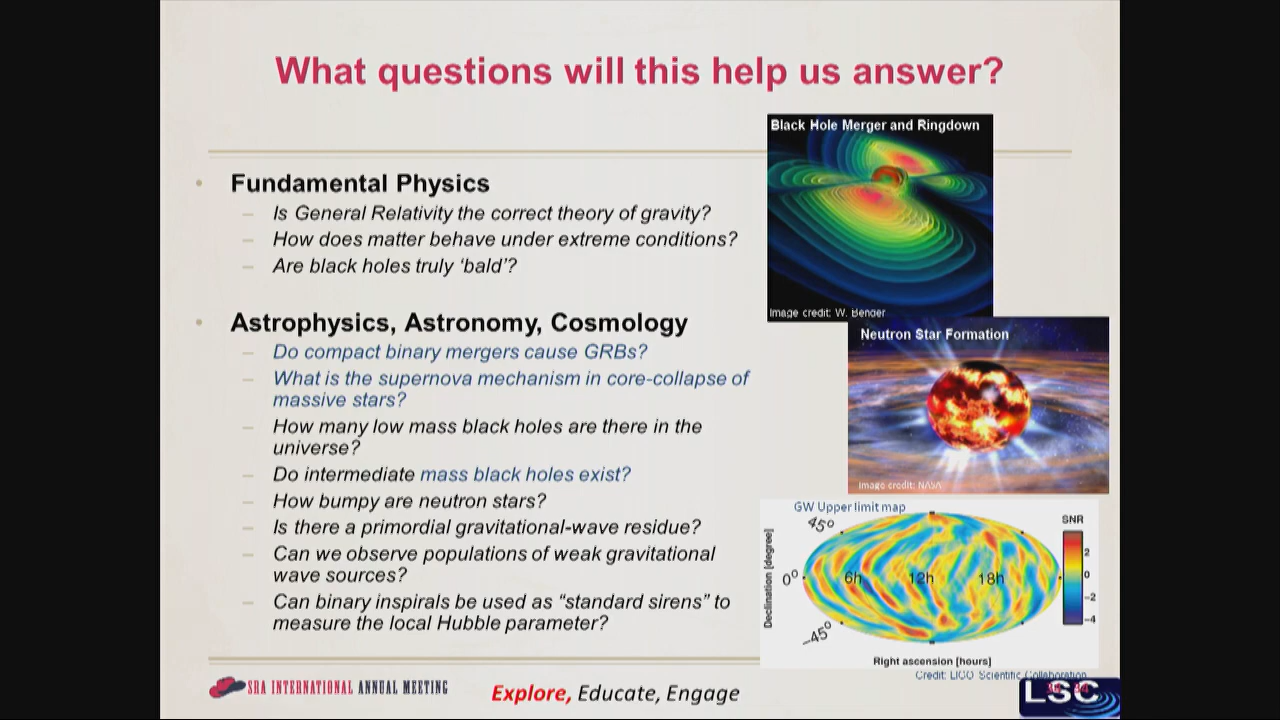 What questions will this help us answer?
Black Hole Merger and Ringdown
• Fundamental Physics
– Is General Relativity the correct theory of gravity?
– How does matter behave under extreme conditions?
– Are black holes truly ‘bald’?
Image credit: W. Benger
• Astrophysics, Astronomy, Cosmology
Neutron Star Formation
– Do compact binary mergers cause GRBs?
– What is the supernova mechanism in core-collapse of
massive stars?
– How many low mass black holes are there in the
universe?
– Do intermediate mass black holes exist?
Image credit: NASA
– How bumpy are neutron stars?
– Is there a primordial gravitational-wave residue?
– Can we observe populations of weak gravitational
wave sources?
– Can binary inspirals be used as “standard sirens” to
measure the local Hubble parameter?
GW Upper limit map
SNR
45°
0°
-45°
6h 12h 18h
2
0
-2
-4
Declination [degree]
Right ascension [hours]
Credit: LIGO Scientific Collaboration
SRA INTERNATIONAL ANNUAL MEETING
Explore, Educate, Engage
LSC